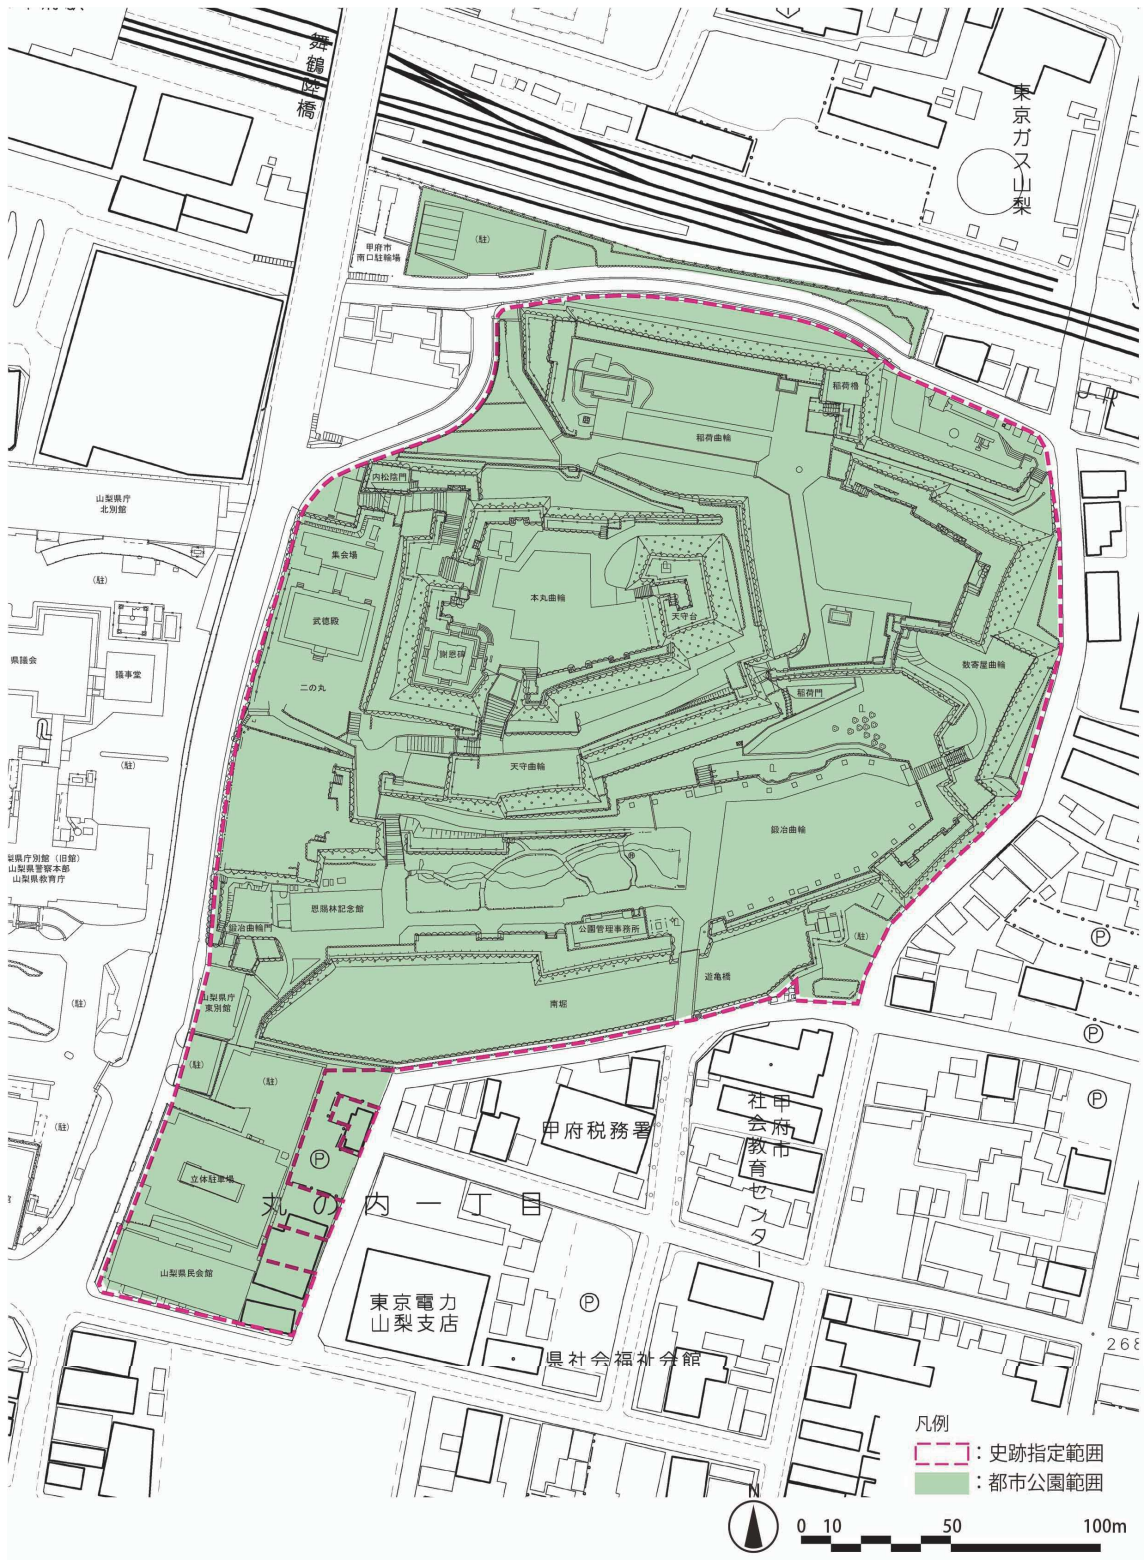 舞鶴陸橋
東京ガス山梨
(駐)
甲府市
南口駐輪場
稲荷櫓
稲荷曲輪
JR
内松陰門
山梨県庁
北別館
集会場
(駐)
本丸曲輪
天守台
武徳殿
謝恩碑
県議会
議事堂
数寄屋曲輪
二の丸
稲荷門
(駐)
天守曲輪
鍛冶曲輪
梨県庁別館(旧館)
山梨県警察本部
山梨県教育庁
恩賜林記念館
鍛冶曲輪門
公園管理事務所
(駐)
P
遊亀橋
山梨県庁
東別館
(駐)
南堀
P
(駐)
(駐)
(駐)
P
甲府税務署
甲府市
社会教育センター
P
立体駐車場
丸の内一丁目
山梨県民会館
東京電力
山梨支店
P
268
県社会福祉会館
凡例
:史跡指定範囲
:都市公園範囲
N
0 10 50 100m